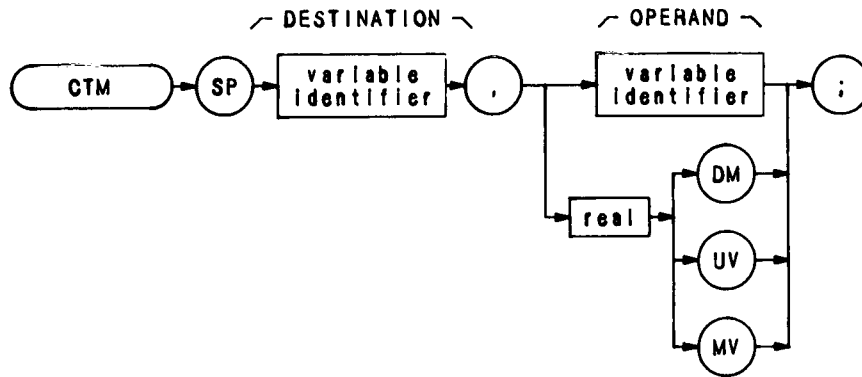 DESTINATION
OPERAND
CTM
SP
variable
identifier
,
variable
identifier
;
DM
real
UV
MV